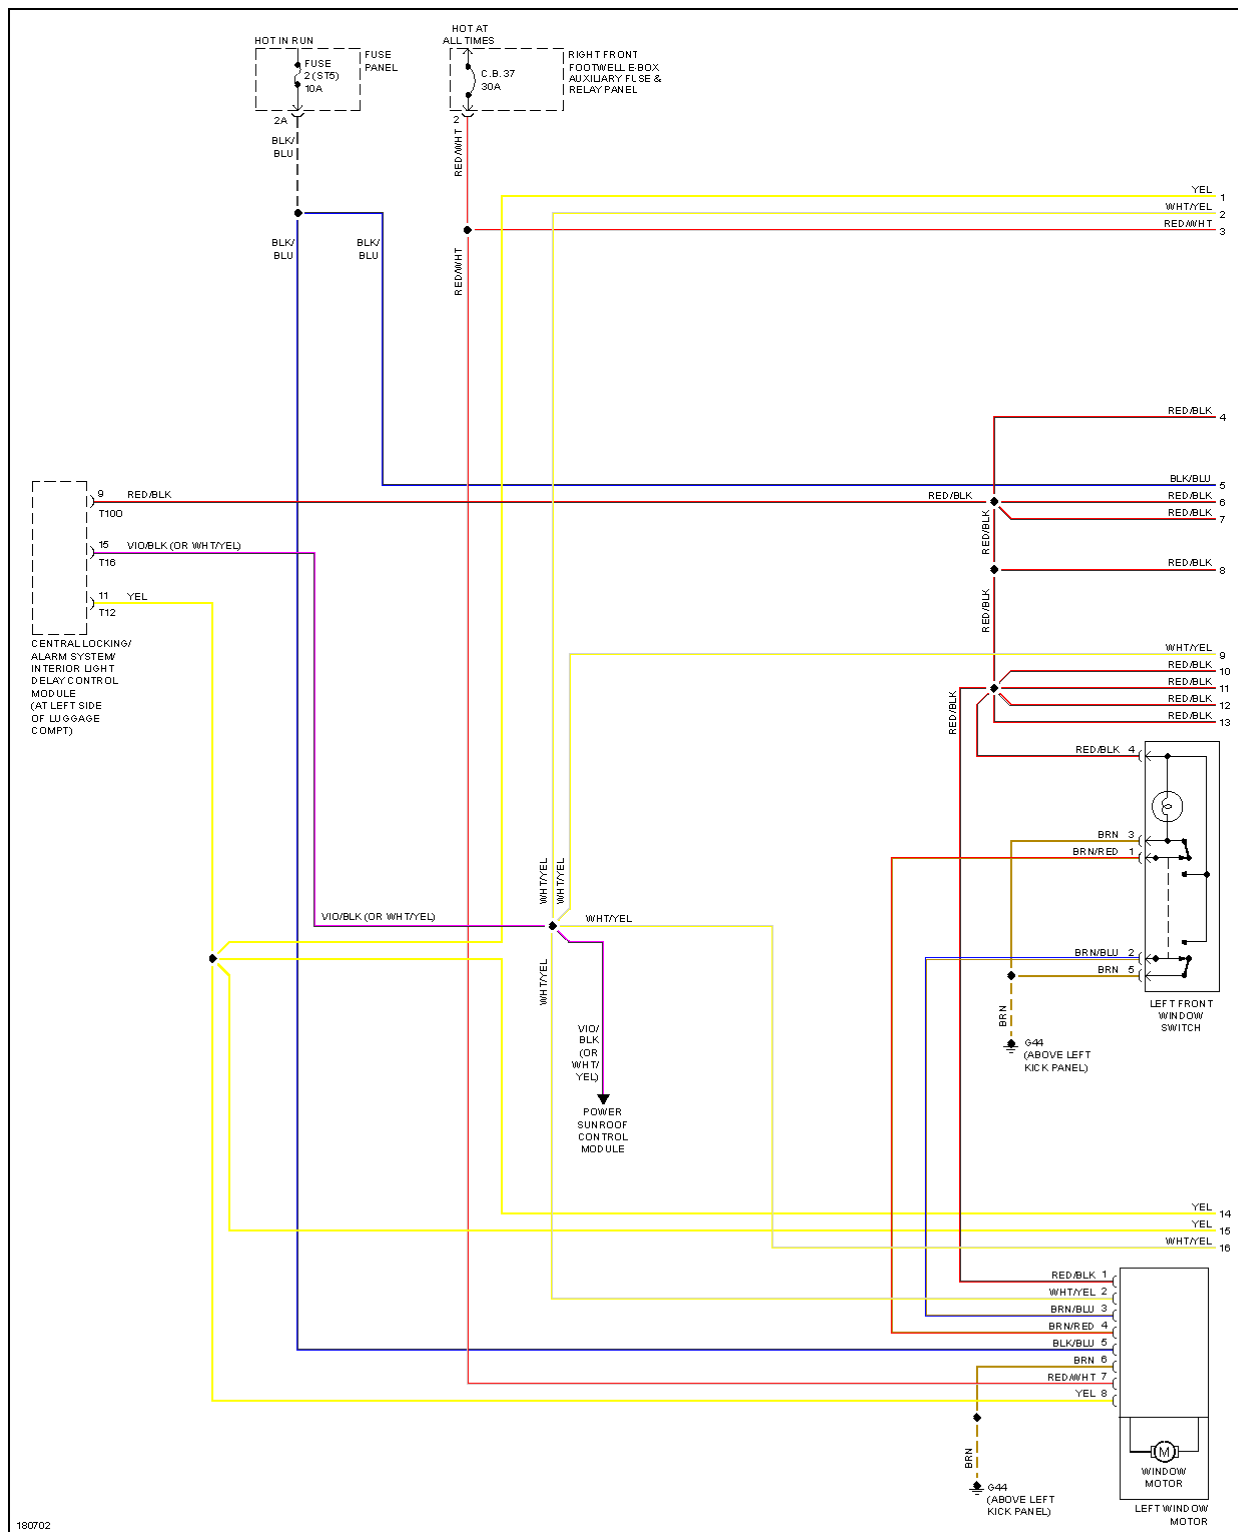 HOT IN RUN
FUSE
2 (ST5)
10A
FUSE
PANEL
2A
BLK/
BLU
HOT AT
ALL TIMES
C.B. 37
30A
RIGHT FRONT
FOOTWELL E-BOX
AUXILIARY FUSE &
RELAY PANEL
2
RED/WHT
YEL 1
WHT/YEL 2
RED/WHT 3
BLK/
BLU
BLK/
BLU
RED/WHT
RED/BLK 4
BLK/BLU 5
9 RED/BLK
T100
RED/BLK
RED/BLK 6
RED/BLK 7
RED/BLK
15 VIO/BLK (OR WHT/YEL)
T16
RED/BLK 8
11 YEL
T12
RED/BLK
CENTRAL LOCKING/
ALARM SYSTEM/
INTERIOR LIGHT
DELAY CONTROL
MODULE
(AT LEFT SIDE
OF LUGGAGE
COMPT)
WHT/YEL 9
RED/BLK 10
RED/BLK 11
RED/BLK 12
RED/BLK 13
RED/BLK
RED/BLK 4
BRN 3
BRN/RED 1
BRN/BLU 2
BRN 5
LEFT FRONT
WINDOW
SWITCH
BRN
G44
(ABOVE LEFT
KICK PANEL)
WHT/YEL
WHT/YEL
VIO/BLK (OR WHT/YEL)
WHT/YEL
WHT/YEL
VIO/
BLK
(OR
WHT/
YEL)
POWER
SUNROOF
CONTROL
MODULE
YEL 14
YEL 15
WHT/YEL 16
RED/BLK 1
WHT/YEL 2
BRN/BLU 3
BRN/RED 4
BLK/BLU 5
BRN 6
RED/WHT 7
YEL 8
BRN
G44
(ABOVE LEFT
KICK PANEL)
M
WINDOW
MOTOR
LEFT WINDOW
MOTOR
180702